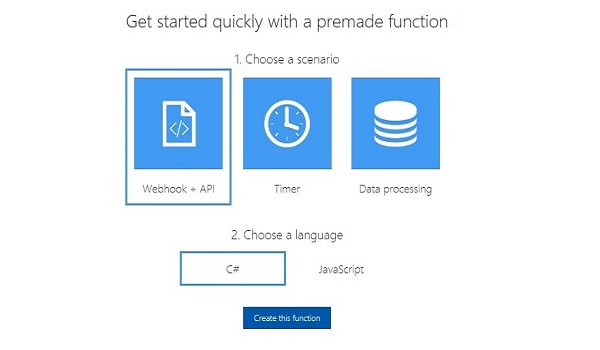 Get started quickly with a premade function
1. Choose a scenario
Webhook + API Timer Data processing
2. Choose a language
C# JavaScript
Create this function